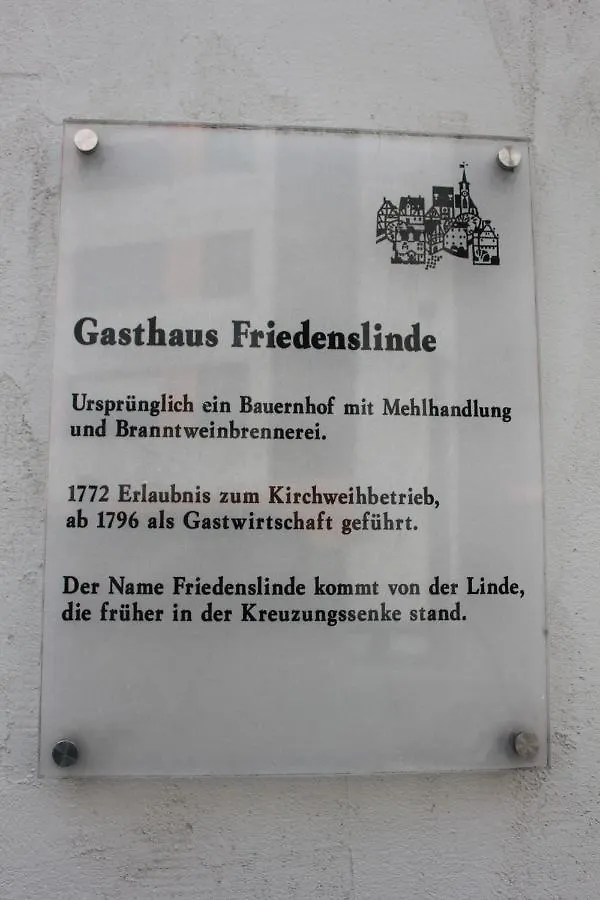 Gasthaus Friedenslinde
Ursprünglich ein Bauernhof mit Mehlhandlung
und Branntweinbrennerei.
1772 Erlaubnis zum Kirchweihbetrieb,
ab 1796 als Gastwirtschaft geführt.
Der Name Friedenslinde kommt von der Linde,
die früher in der Kreuzungssenke stand.